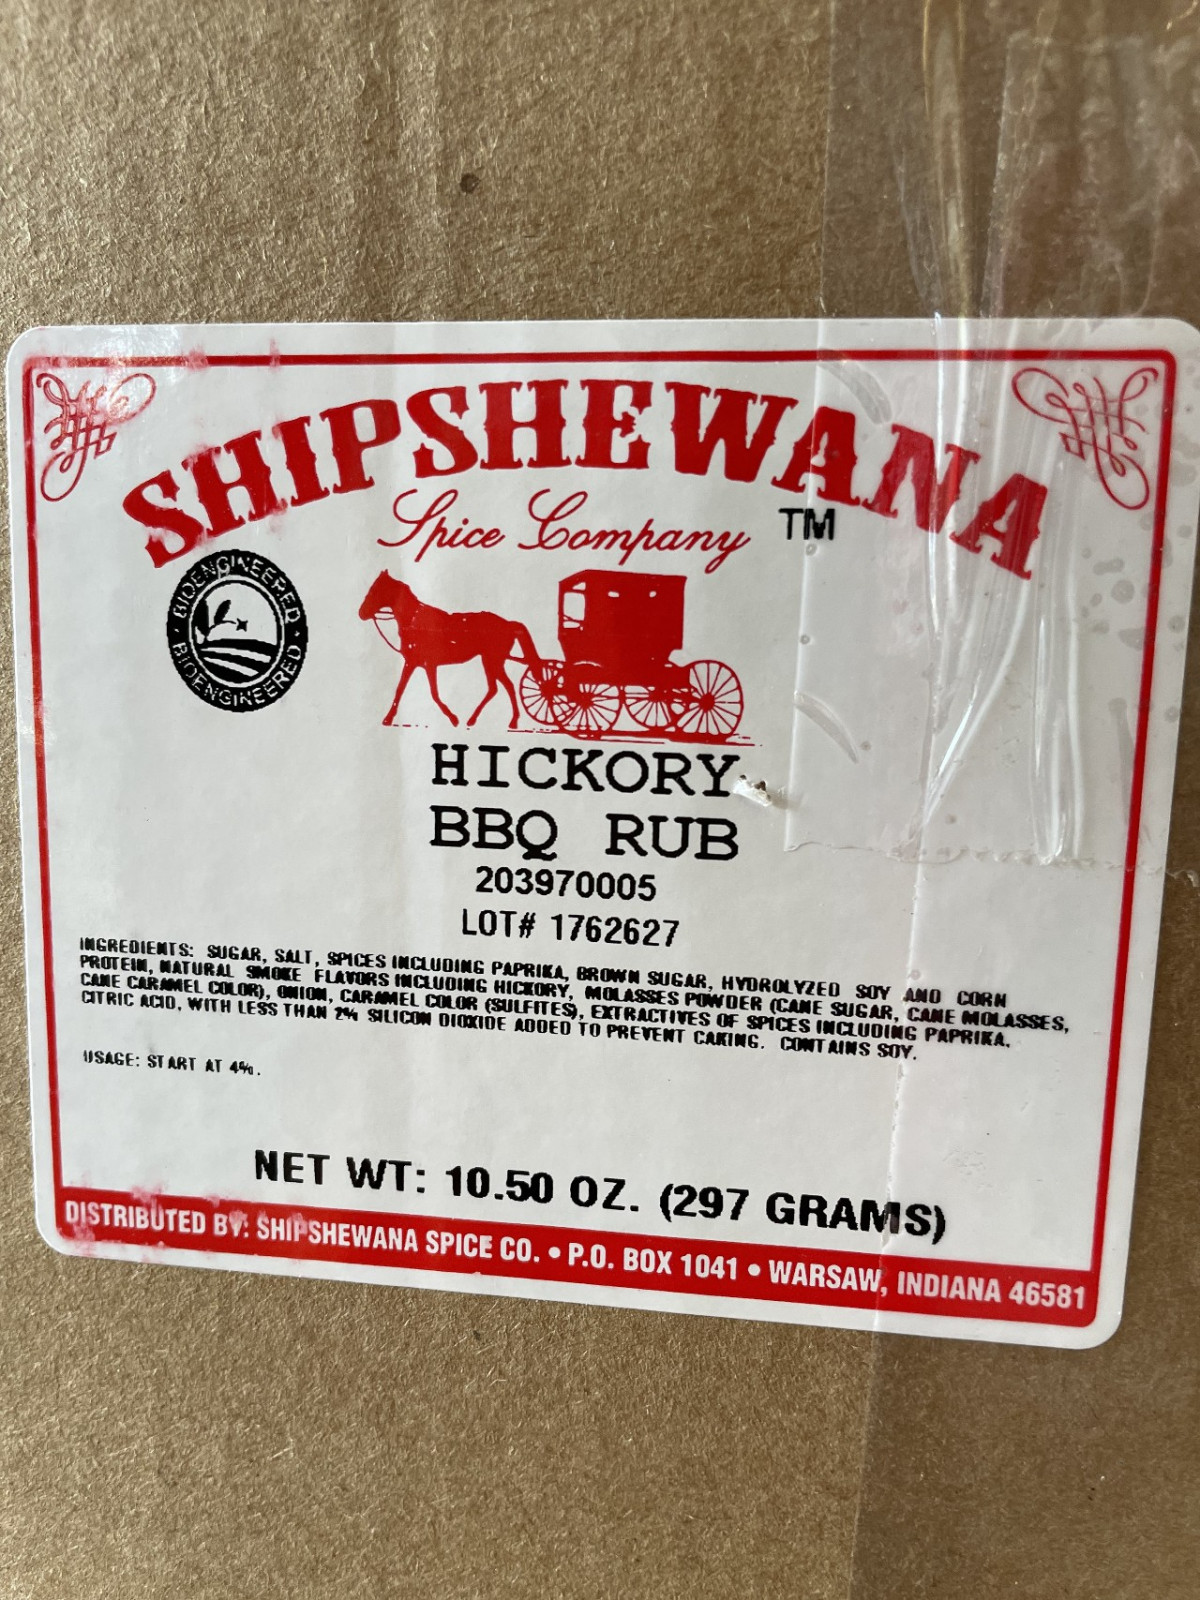 SHIPSHEWANA
Spice Company TM
BIOENGINEERED
BIOENGINEERED
HICKORY
BBQ RUB
203970005
LOT# 1762627
INGREDIENTS: SUGAR, SALT, SPICES INCLUDING PAPRIKA, BROWN SUGAR, HYDROLYZED SOY AND CORN
PROTEIN, NATURAL SMOKE FLAVORS INCLUDING HICKORY, MOLASSES POWDER (CANE SUGAR, CANE MOLASSES,
CANE CARAMEL COLOR), ONION, CARAMEL COLOR (SULFITES), EXTRACTIVES OF SPICES INCLUDING PAPRIKA,
CITRIC ACID, WITH LESS THAN 2% SILICON DIOXIDE ADDED TO PREVENT CAKING. CONTAINS SOY.
USAGE: START AT 4%.
NET WT: 10.50 OZ. (297 GRAMS)
DISTRIBUTED BY: SHIPSHEWANA SPICE CO. • P.O. BOX 1041 • WARSAW, INDIANA 46581